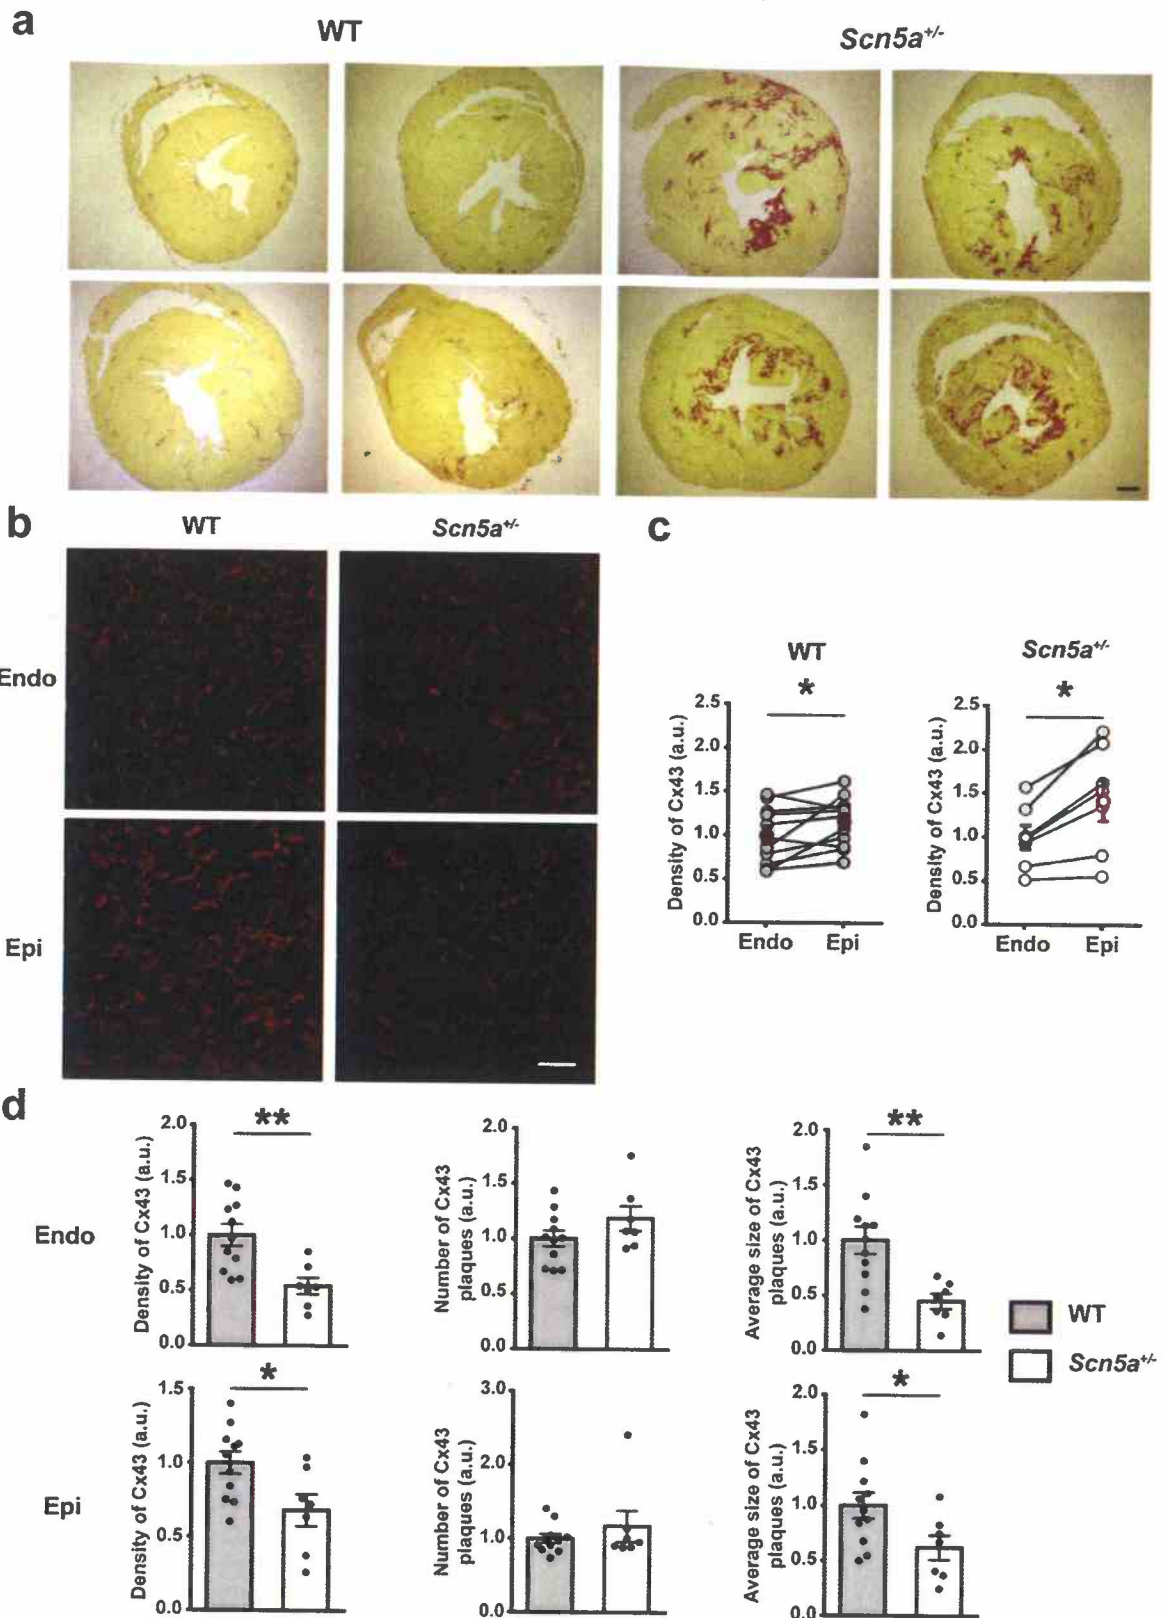 a
WT
Scn5a+/-
b
WT
Scn5a+/-
Endo
Epi
c
WT
*
Density of Cx43 (a.u.)
2.5
2.0
1.5
1.0
0.5
0.0
Endo Epi
Scn5a+/-
*
Density of Cx43 (a.u.)
2.5
2.0
1.5
1.0
0.5
0.0
Endo Epi
d
Endo
Density of Cx43 (a.u.)
2.0
1.5
1.0
0.5
0.0
**
Number of Cx43
plaques (a.u.)
2.0
1.5
1.0
0.5
0.0
Average size of Cx43
plaques (a.u.)
2.0
1.5
1.0
0.5
0.0
**
WT
Scn5a+/-
Epi
Density of Cx43 (a.u.)
1.5
1.0
0.5
0.0
*
Number of Cx43
plaques (a.u.)
3.0
2.0
1.0
0.0
Average size of Cx43
plaques (a.u.)
2.0
1.5
1.0
0.5
0.0
*